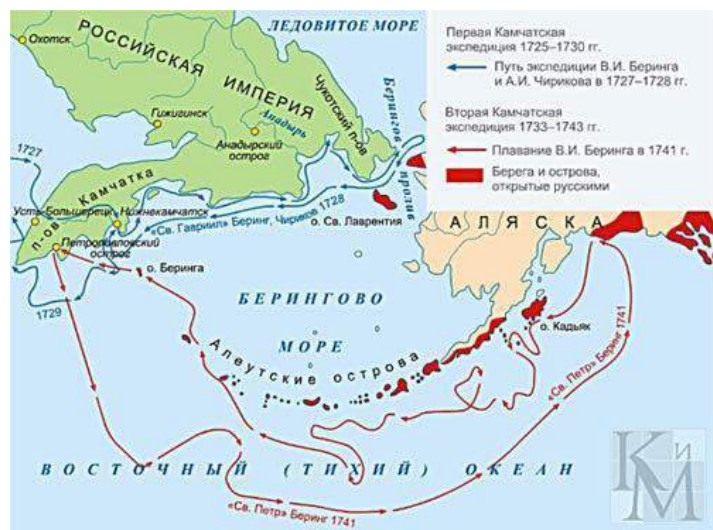 ЛЕДОВИТОЕ МОРЕ
Охотск
РОССИЙСКАЯ ИМПЕРИЯ
Чукотский п-ов
Берингов пролив
Гижигинск
Анадырь
Анадырский
острог
1727
п-ов Камчатка
Усть-Большерецк
Нижнекамчатск
Петропавловский
острог
«Св. Гавриил» Беринг, Чириков 1728
о. Св. Лаврентия
АЛЯСКА
о. Беринга
1729
БЕРИНГОВО
МОРЕ
о. Кадьяк
Алеутские острова
«Св. Петр» Беринг 1741
ВОСТОЧНЫЙ (ТИХИЙ) ОКЕАН
«Св. Петр» Беринг 1741
Первая Камчатская
экспедиция 1725–1730 гг.
Путь экспедиции В.И. Беринга
и А.И. Чирикова в 1727–1728 гг.
Вторая Камчатская
экспедиция 1733–1743 гг.
Плавание В.И. Беринга в 1741 г.
Берега и острова,
открытые русскими
КиМ